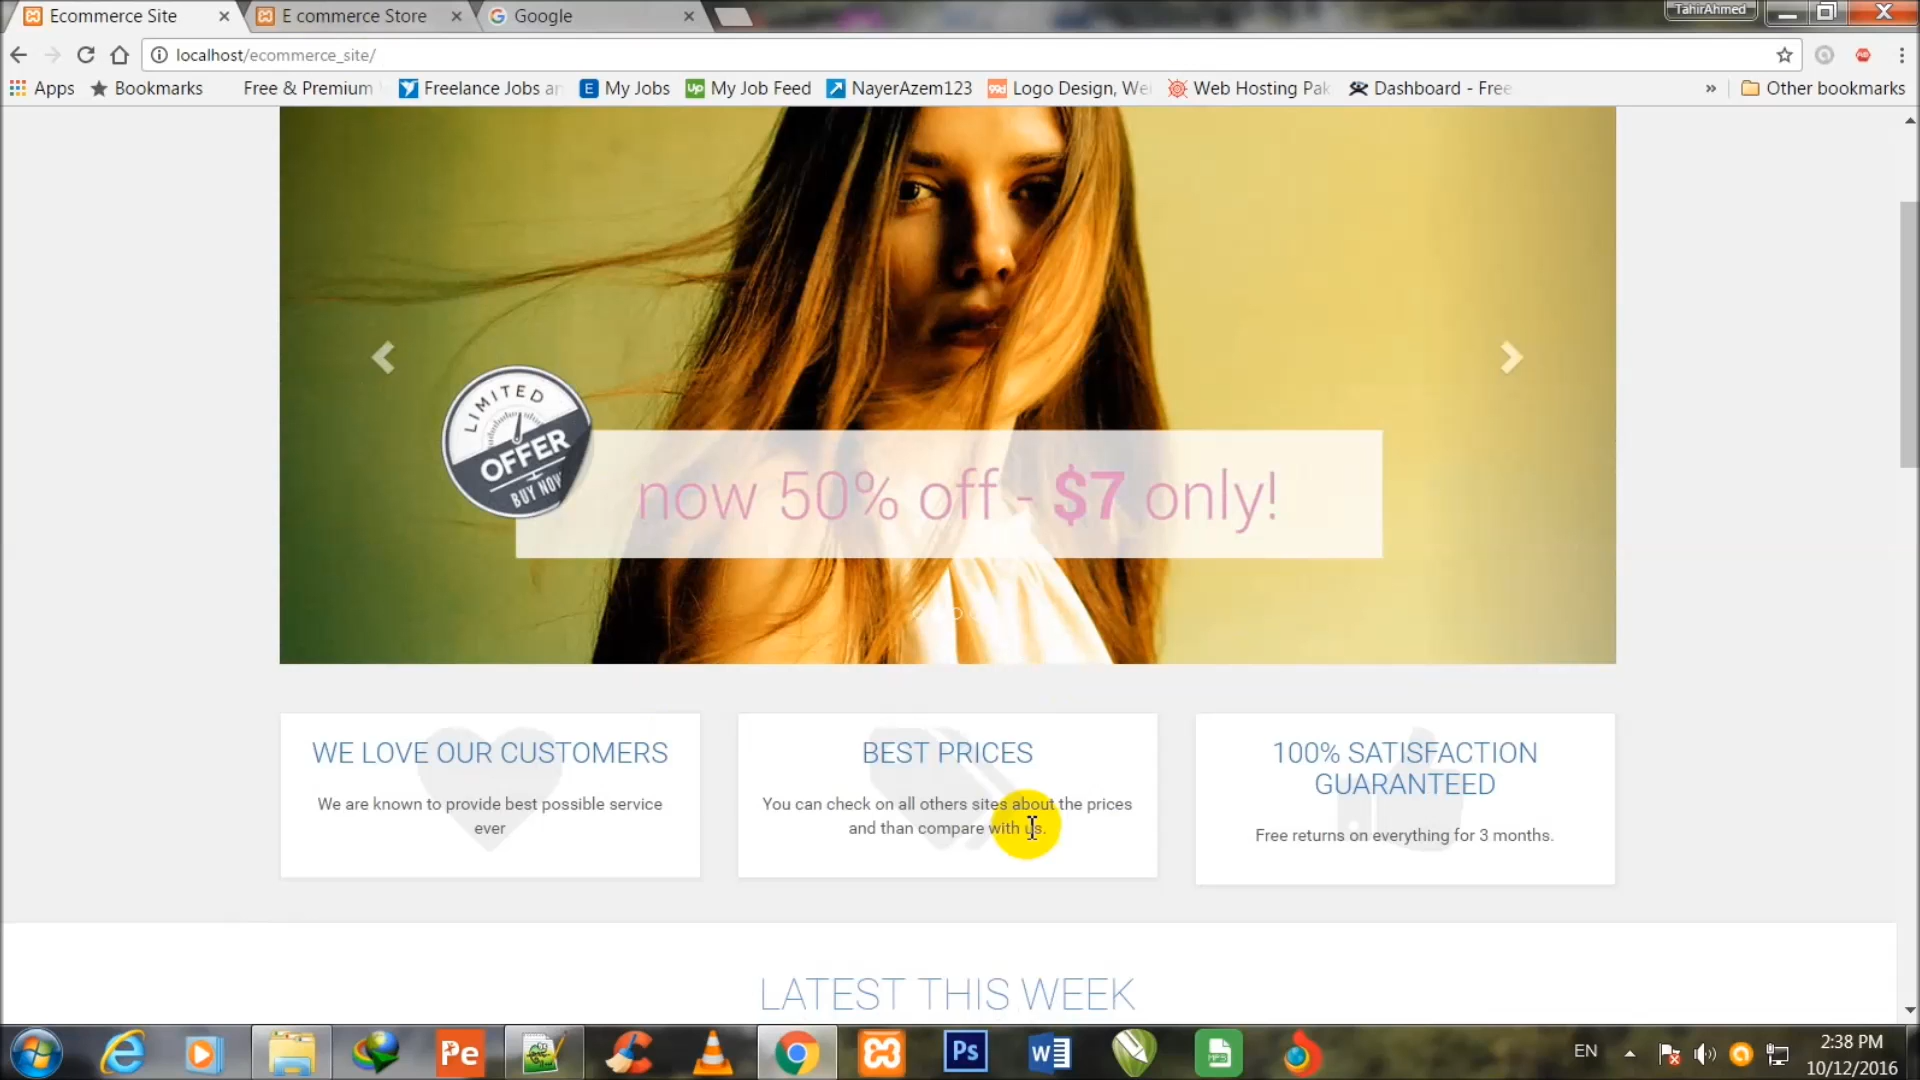 Ecommerce Site
E commerce Store
Google
TahirAhmed
localhost/ecommerce_site/
Apps
Bookmarks
Free & Premium
Freelance Jobs an
My Jobs
My Job Feed
NayerAzem123
Logo Design, We
Web Hosting Pak
Dashboard - Free
»
Other bookmarks
LIMITED
OFFER
BUY NOW
now 50% off - $7 only!
WE LOVE OUR CUSTOMERS
We are known to provide best possible service
ever
BEST PRICES
You can check on all others sites about the prices
and than compare with us.
100% SATISFACTION
GUARANTEED
Free returns on everything for 3 months.
LATEST THIS WEEK
Pe
Ps
W
MP3
EN
2:38 PM
10/12/2016